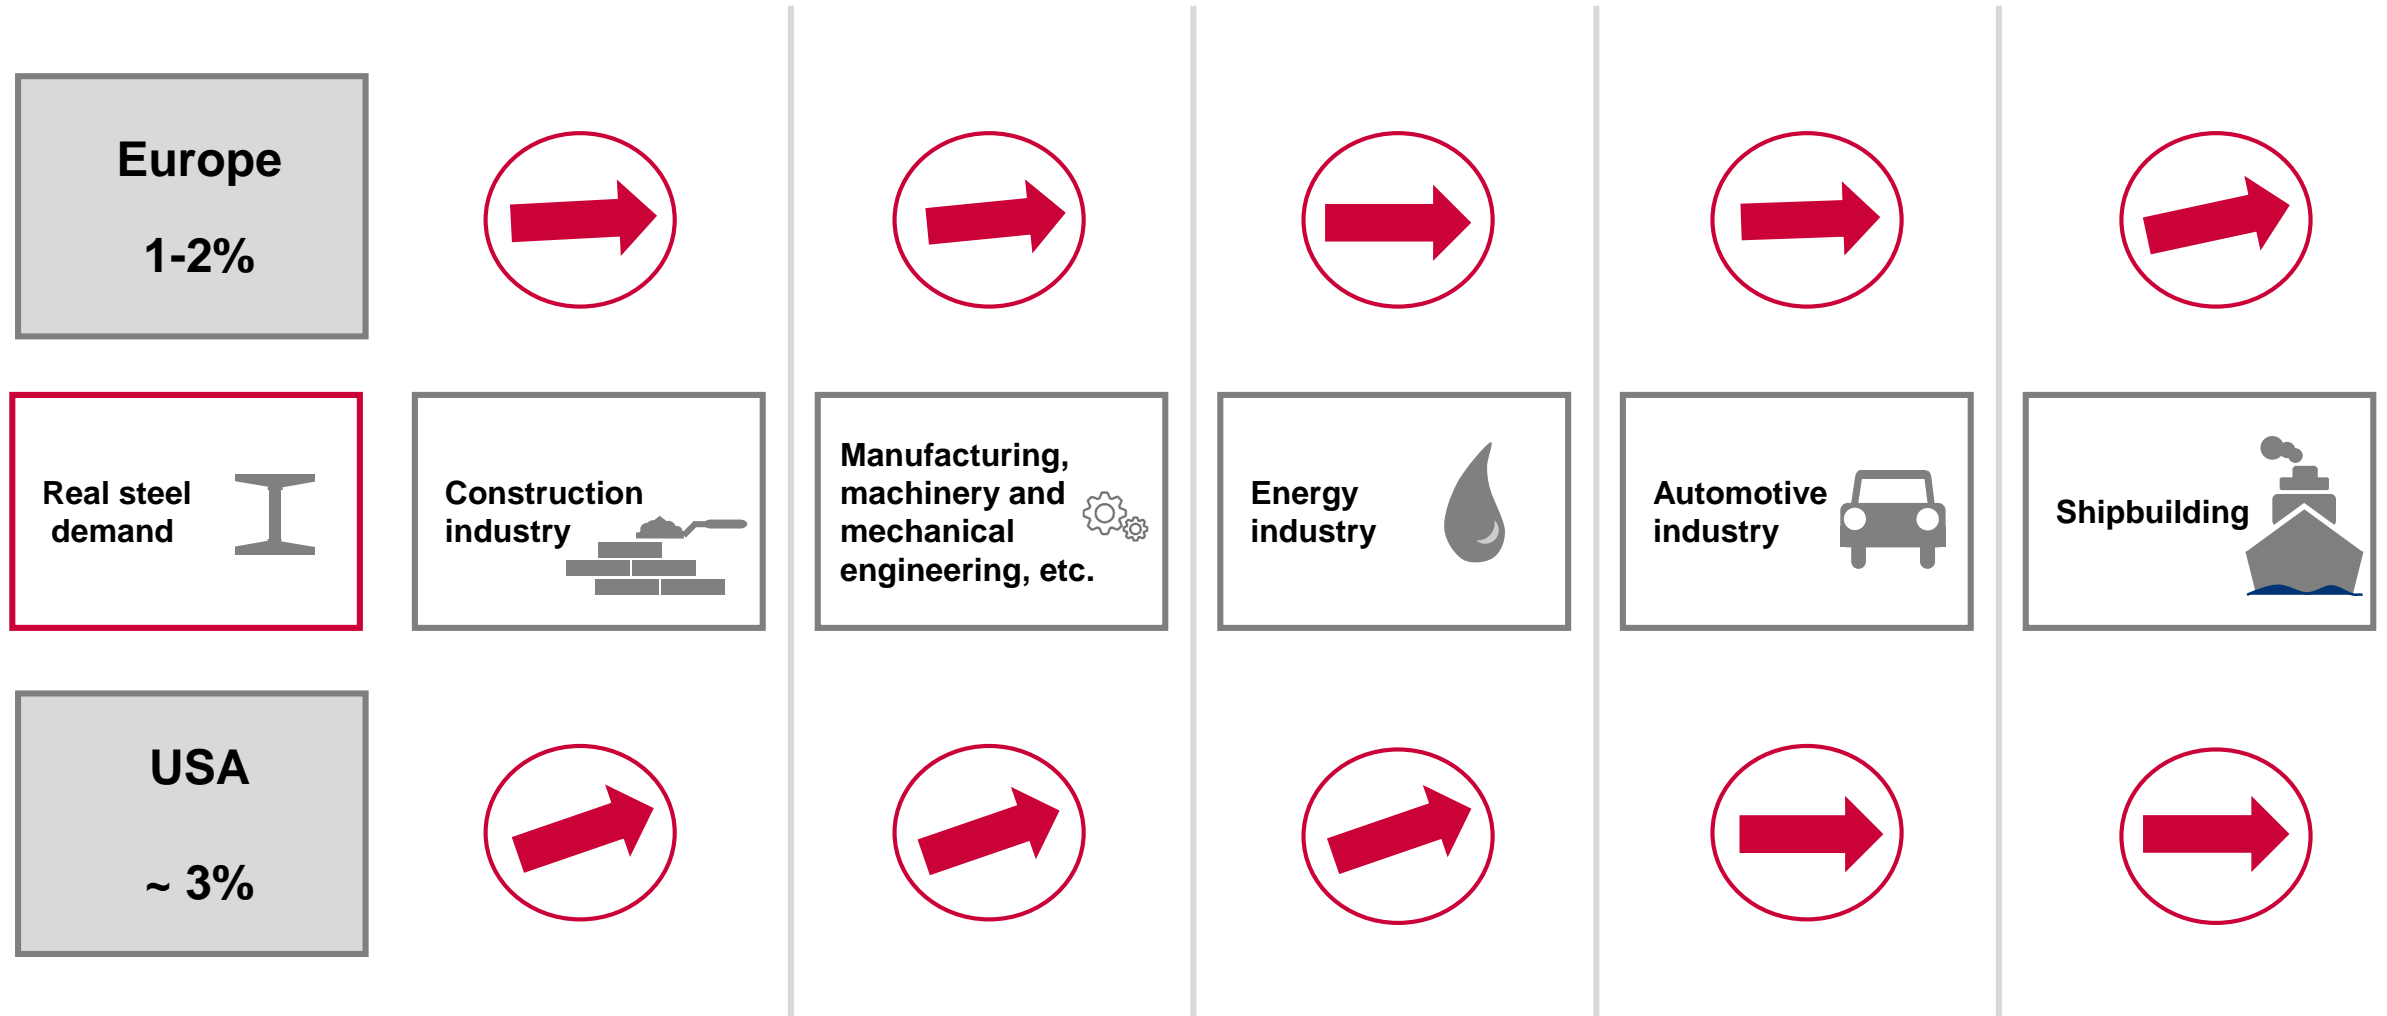 Europe
1-2%
Real steel
demand
Construction
industry
Manufacturing,
machinery and
mechanical
engineering, etc.
Energy
industry
Automotive
industry
Shipbuilding
USA
~ 3%